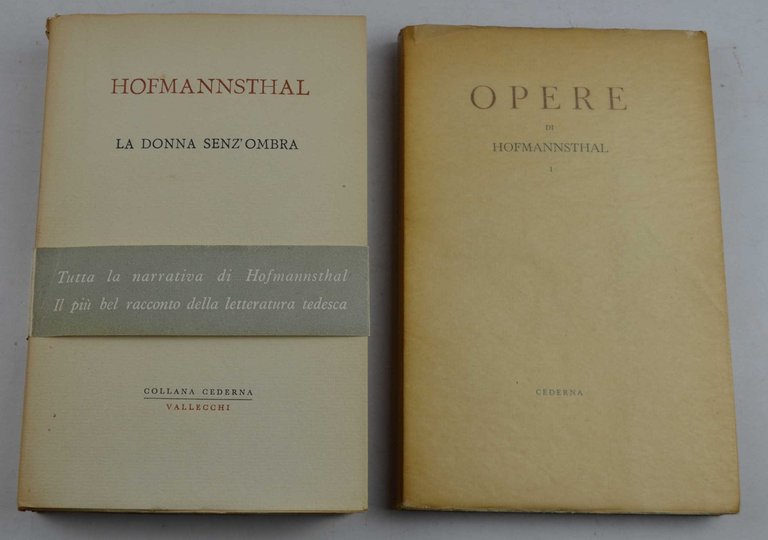 HOFMANNSTHAL
LA DONNA SENZ'OMBRA
Tutta la narrativa di Hofmannsthal
Il più bel racconto della letteratura tedesca
COLLANA CEDERNA
VALLECCHI
OPERE
DI
HOFMANNSTHAL
I
CEDERNA